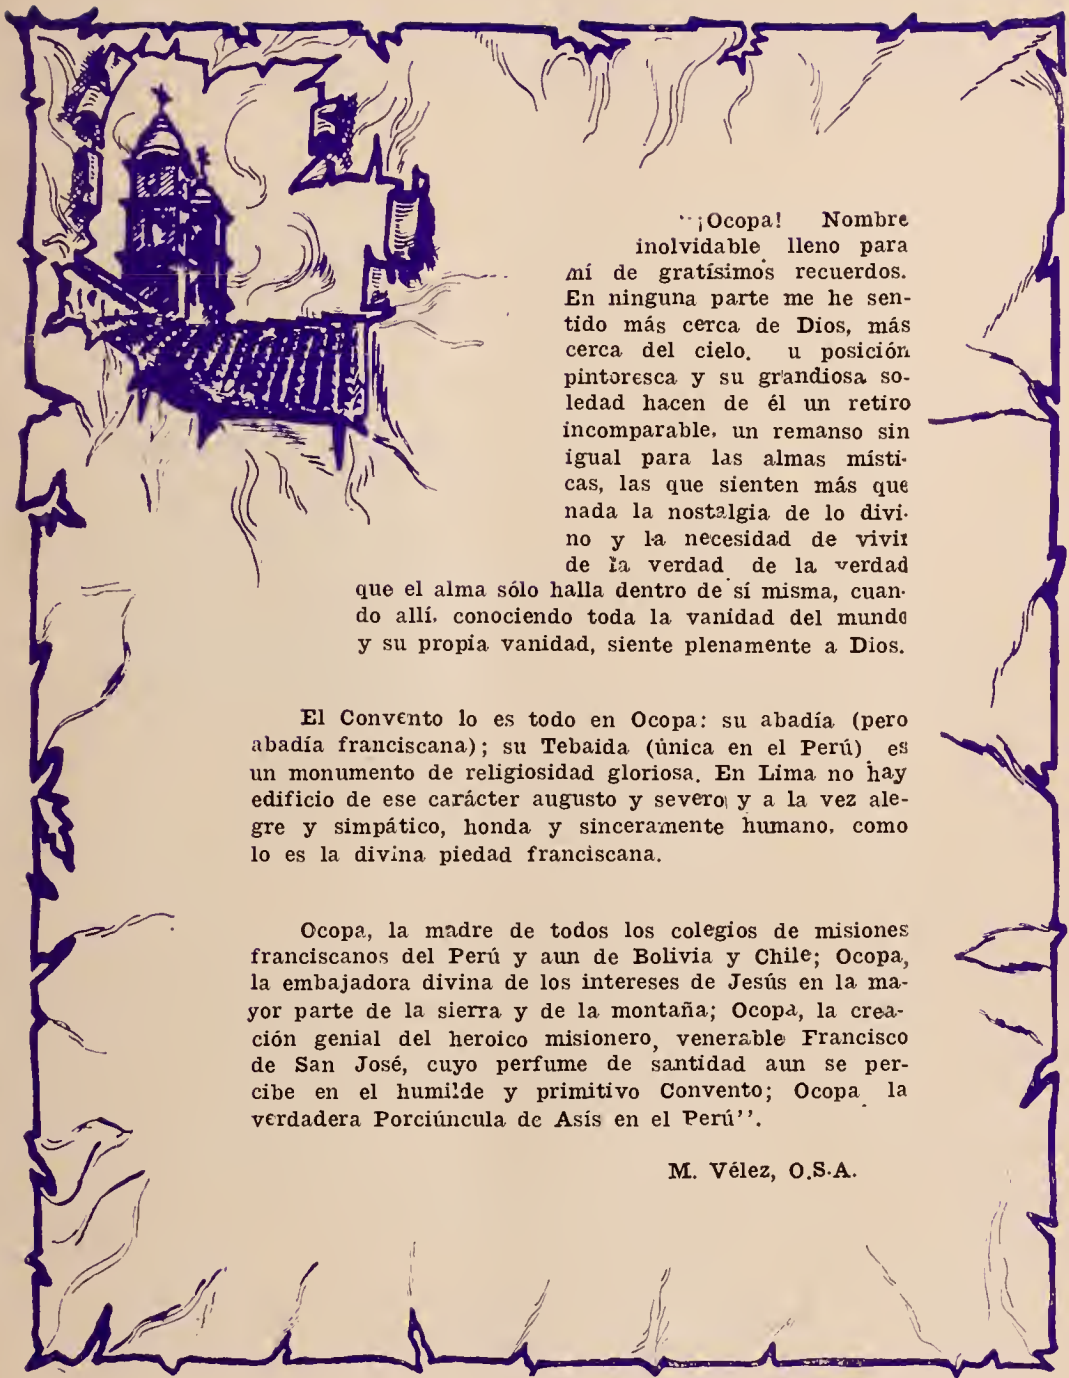 "¡Ocopa! Nombre
inolvidable, lleno para
mí de gratísimos recuerdos.
En ninguna parte me he sen-
tido más cerca de Dios, más
cerca del cielo. u posición
pintoresca y su grandiosa so-
ledad hacen de él un retiro
incomparable, un remanso sin
igual para las almas místi-
cas, las que sienten más que
nada la nostalgia de lo divi-
no y la necesidad de vivir
de la verdad, de la verdad
que el alma sólo halla dentro de sí misma, cuan-
do allí, conociendo toda la vanidad del mundo
y su propia vanidad, siente plenamente a Dios.
El Convento lo es todo en Ocopa: su abadía (pero
abadía franciscana); su Tebaida (única en el Perú), es
un monumento de religiosidad gloriosa. En Lima no hay
edificio de ese carácter augusto y severo, y a la vez ale-
gre y simpático, honda y sinceramente humano, como
lo es la divina piedad franciscana.
Ocopa, la madre de todos los colegios de misiones
franciscanos del Perú y aun de Bolivia y Chile; Ocopa,
la embajadora divina de los intereses de Jesús en la ma-
yor parte de la sierra y de la montaña; Ocopa, la crea-
ción genial del heroico misionero, venerable Francisco
de San José, cuyo perfume de santidad aun se per-
cibe en el humilde y primitivo Convento; Ocopa, la
verdadera Porciúncula de Asís en el Perú".
M. Vélez, O.S.A.